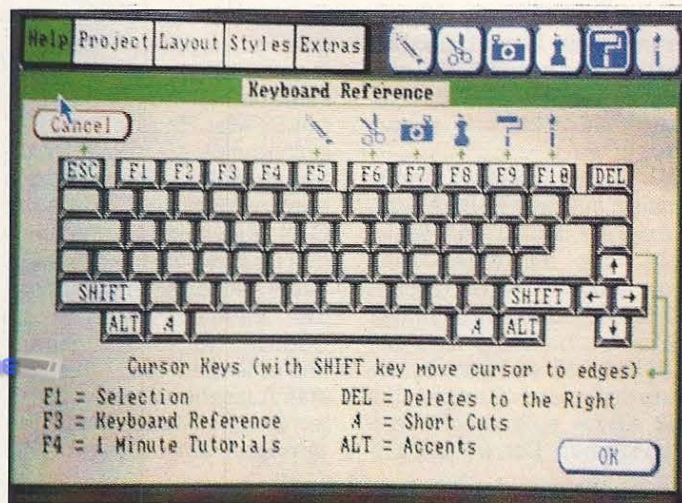 Help Project Layout Styles Extras
Keyboard Reference
Cancel
ESC F1 F2 F3 F4 F5 F6 F7 F8 F9 F10 DEL
SHIFT SHIFT
ALT A A ALT
Cursor Keys (with SHIFT key move cursor to edges)
F1 = Selection DEL = Deletes to the Right
F3 = Keyboard Reference A = Short Cuts
F4 = 1 Minute Tutorials ALT = Accents
OK